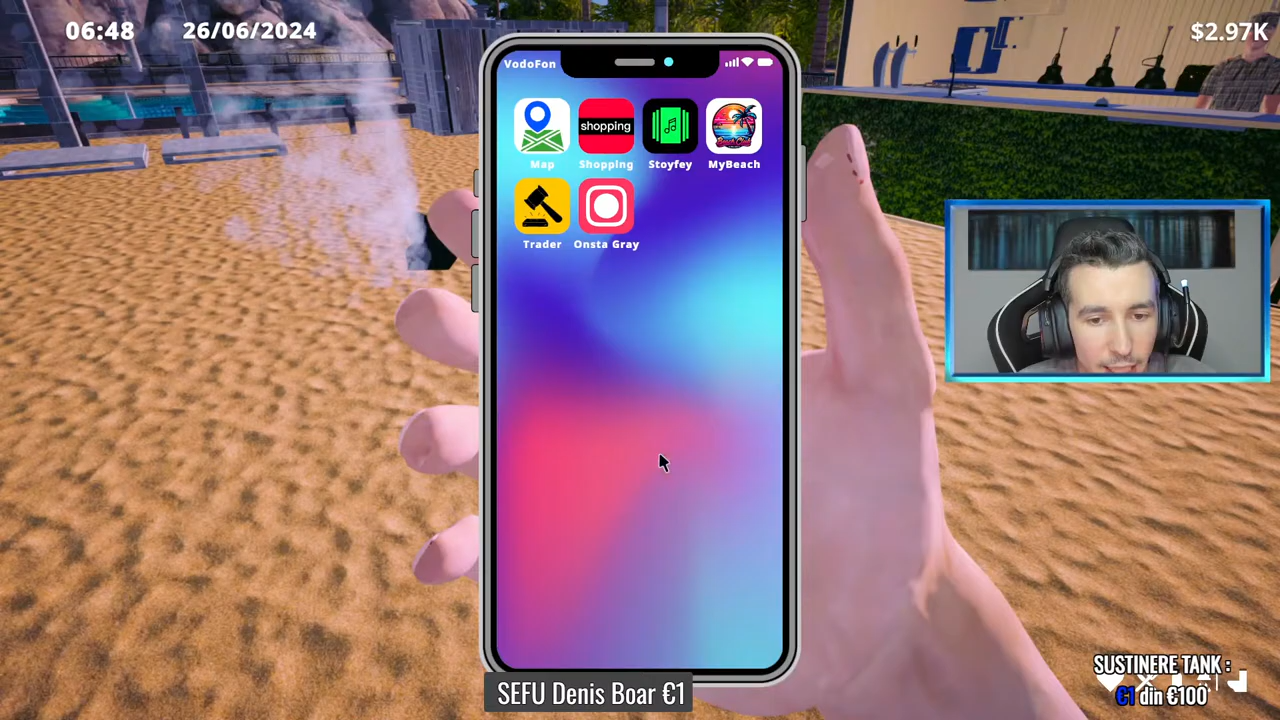 06:48 26/06/2024
$2.97K
VodoFon
shopping
Map Shopping Stoyfey MyBeach
Trader Onsta Gray
SEFU Denis Boar €1
SUSTINERE TANK :
€1 din €100